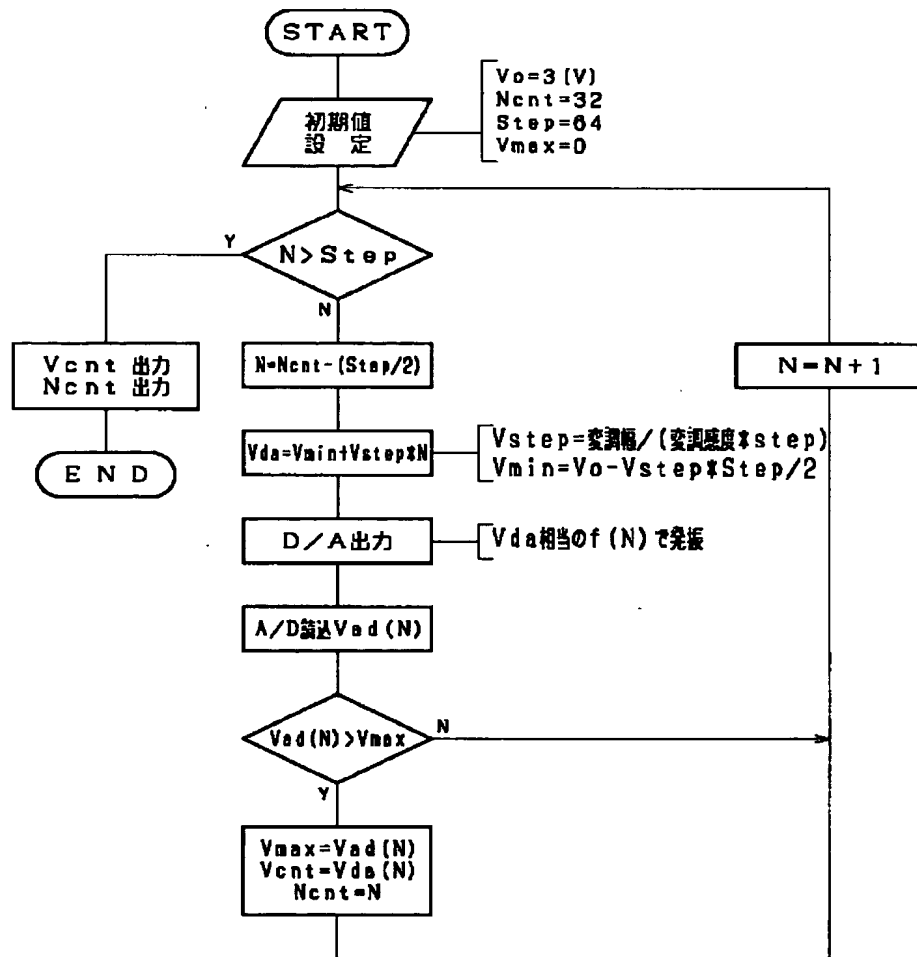 START
初期値
設 定
Vo=3(V)
Ncnt=32
Step=64
Vmax=0
Y
N>Step
N
Vcnt 出力
Ncnt 出力
END
N=Ncnt-(Step/2)
N=N+1
Vda=Vmin+Vstep*N
Vstep=変調幅/(変調感度*step)
Vmin=Vo-Vstep*Step/2
D/A出力
Vda相当のf(N)で発振
A/D読込Vad(N)
Vad(N)>Vmax
N
Y
Vmax=Vad(N)
Vcnt=Vda(N)
Ncnt=N